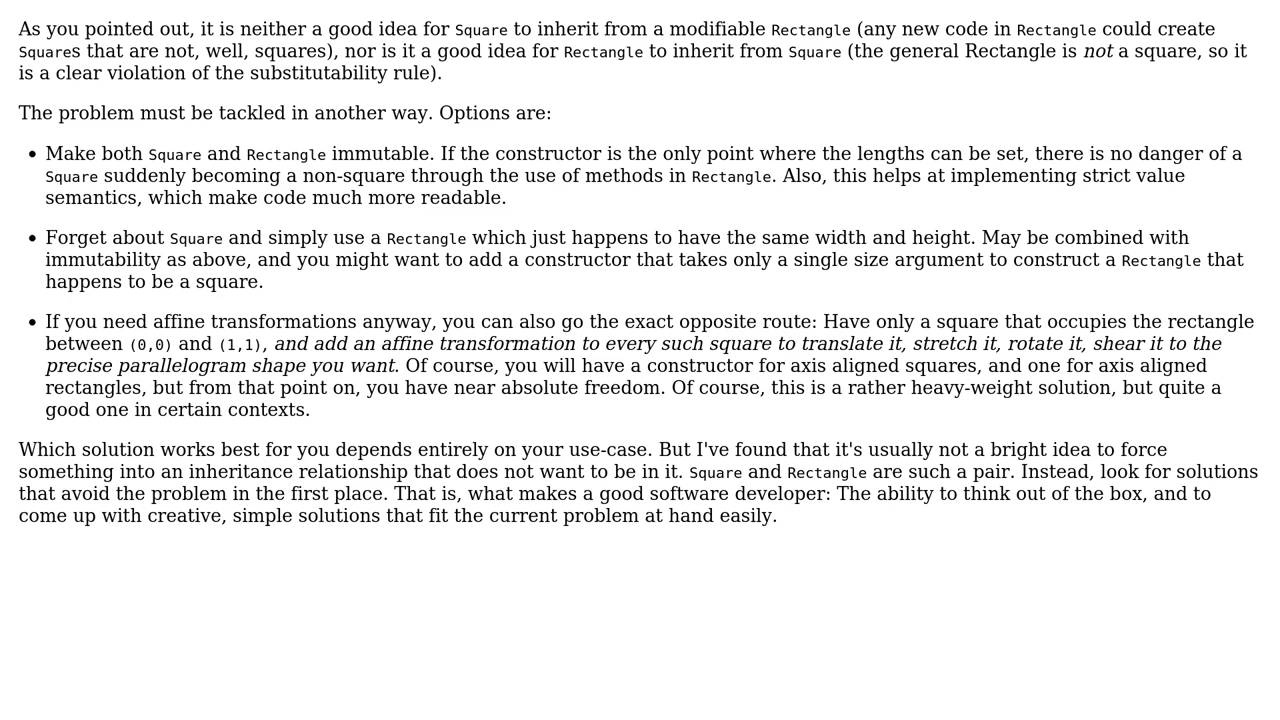 As you pointed out, it is neither a good idea for Square to inherit from a modifiable Rectangle (any new code in Rectangle could create
Squares that are not, well, squares), nor is it a good idea for Rectangle to inherit from Square (the general Rectangle is not a square, so it
is a clear violation of the substitutability rule).
The problem must be tackled in another way. Options are:
• Make both Square and Rectangle immutable. If the constructor is the only point where the lengths can be set, there is no danger of a
Square suddenly becoming a non-square through the use of methods in Rectangle. Also, this helps at implementing strict value
semantics, which make code much more readable.
• Forget about Square and simply use a Rectangle which just happens to have the same width and height. May be combined with
immutability as above, and you might want to add a constructor that takes only a single size argument to construct a Rectangle that
happens to be a square.
• If you need affine transformations anyway, you can also go the exact opposite route: Have only a square that occupies the rectangle
between (0,0) and (1,1), and add an affine transformation to every such square to translate it, stretch it, rotate it, shear it to the
precise parallelogram shape you want. Of course, you will have a constructor for axis aligned squares, and one for axis aligned
rectangles, but from that point on, you have near absolute freedom. Of course, this is a rather heavy-weight solution, but quite a
good one in certain contexts.
Which solution works best for you depends entirely on your use-case. But I've found that it's usually not a bright idea to force
something into an inheritance relationship that does not want to be in it. Square and Rectangle are such a pair. Instead, look for solutions
that avoid the problem in the first place. That is, what makes a good software developer: The ability to think out of the box, and to
come up with creative, simple solutions that fit the current problem at hand easily.